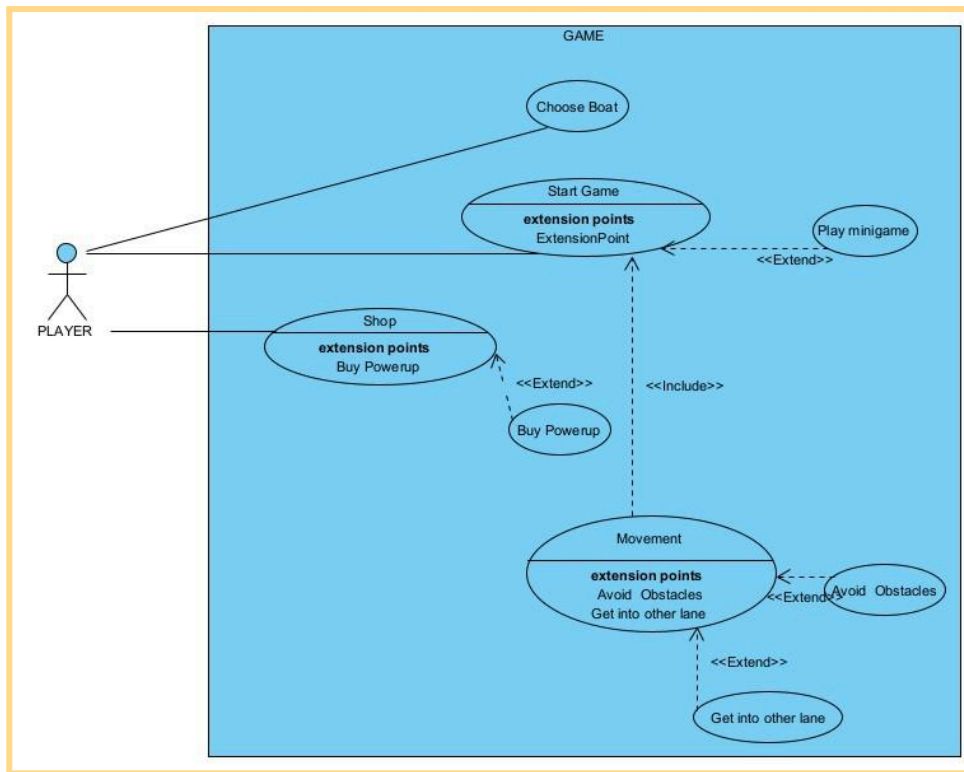 GAME
Choose Boat
Start Game
extension points
ExtensionPoint
Play minigame
<<Extend>>
PLAYER
Shop
extension points
Buy Powerup
<<Extend>>
<<Include>>
Buy Powerup
Movement
extension points
Avoid Obstacles
Get into other lane
Avoid Obstacles
<<Extend>>
<<Extend>>
Get into other lane